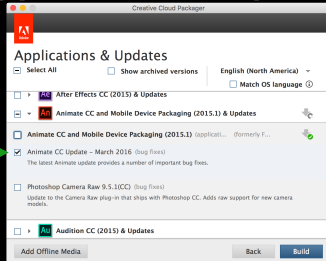 Creative Cloud Packager
Adobe
Applications & Updates
Select All
Show archived versions
English (North America)
Match OS language
Ae After Effects CC (2015) & Updates
An Animate CC and Mobile Device Packaging (2015.1) & Updates
Animate CC and Mobile Device Packaging (2015.1) (applicati... (formerly F...
Animate CC Update – March 2016 (bug fixes)
The latest Animate update provides a number of important bug fixes.
Photoshop Camera Raw 9.5.1(CC) (bug fixes)
Update to the Camera Raw plug-in that ships with Photoshop CC. Adds raw support for new camera
models.
Au Audition CC (2015) & Updates
Add Offline Media
Back
Build